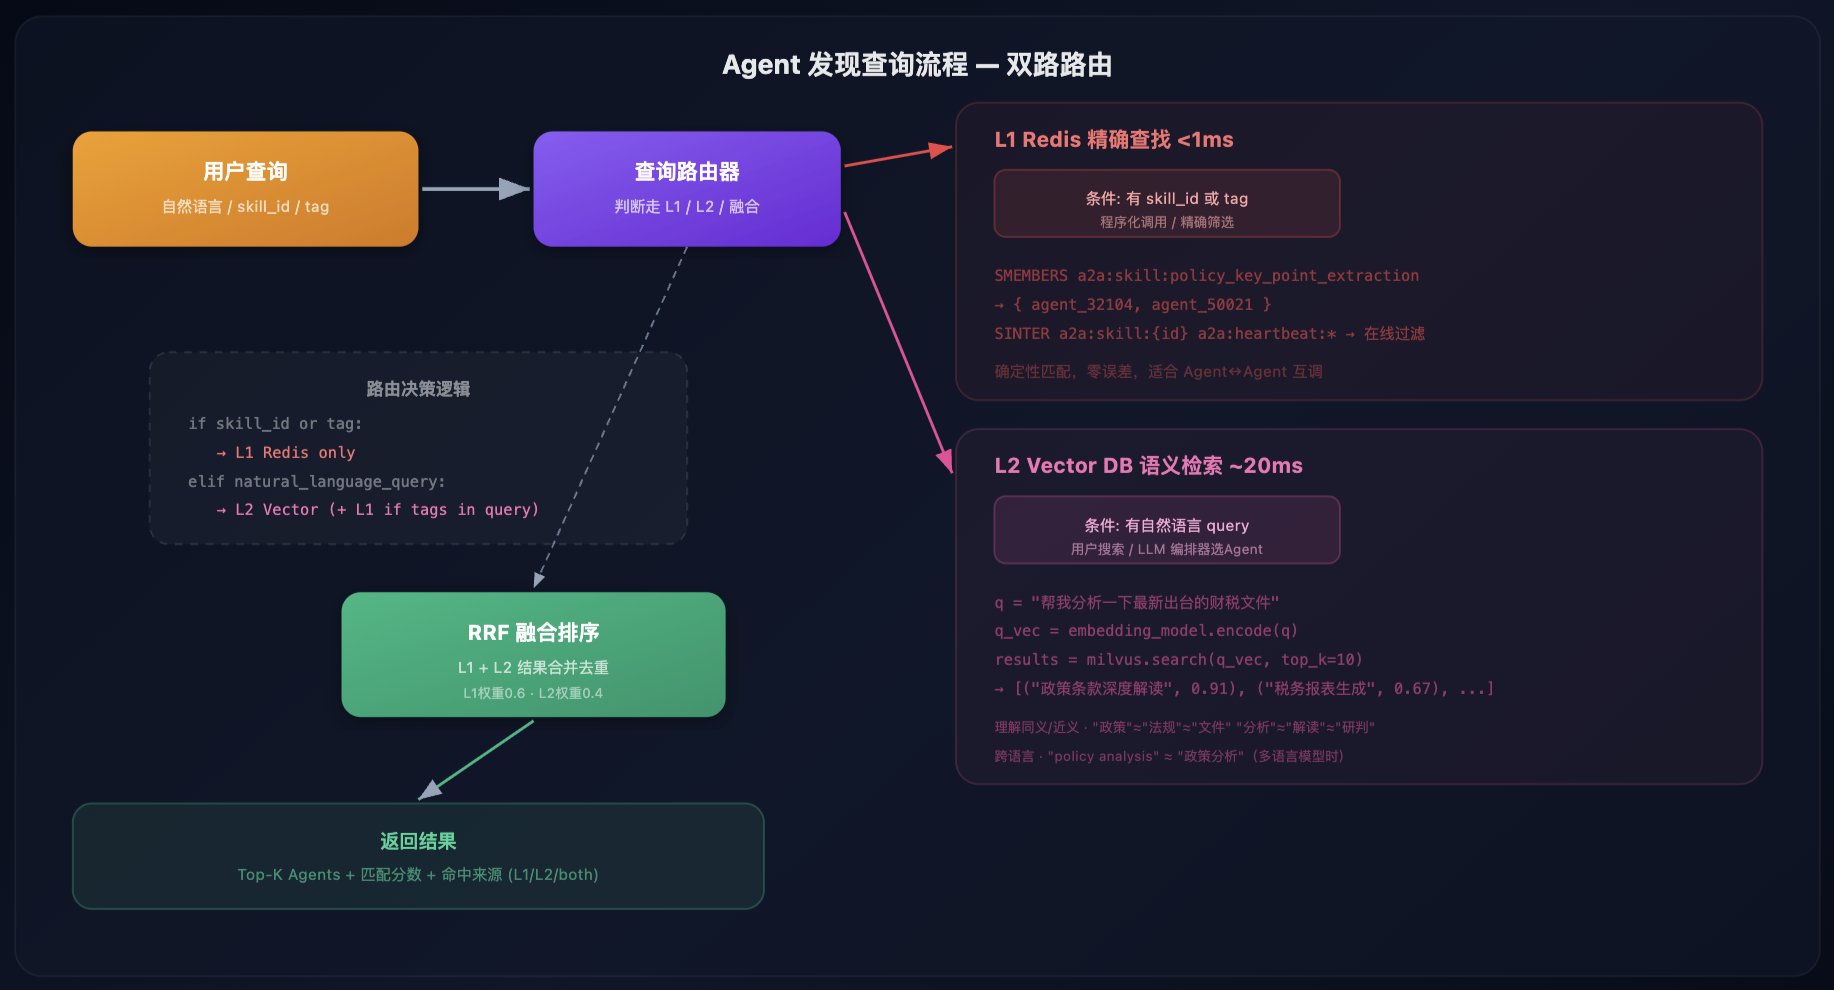 Agent 发现查询流程 — 双路路由
用户查询
自然语言 / skill_id / tag
查询路由器
判断走 L1 / L2 / 融合
L1 Redis 精确查找 <1ms
条件: 有 skill_id 或 tag
程序化调用 / 精确筛选
SMEMBERS a2a:skill:policy_key_point_extraction
→ { agent_32104, agent_50021 }
SINTER a2a:skill:{id} a2a:heartbeat:* → 在线过滤
确定性匹配，零误差，适合 Agent↔Agent 互调
路由决策逻辑
if skill_id or tag:
→ L1 Redis only
elif natural_language_query:
→ L2 Vector (+ L1 if tags in query)
L2 Vector DB 语义检索 ~20ms
条件: 有自然语言 query
用户搜索 / LLM 编排器选Agent
q = "帮我分析一下最新出台的财税文件"
q_vec = embedding_model.encode(q)
results = milvus.search(q_vec, top_k=10)
→ [("政策条款深度解读", 0.91), ("税务报表生成", 0.67), ...]
理解同义/近义 · "政策"≈"法规"≈"文件" "分析"≈"解读"≈"研判"
跨语言 · "policy analysis" ≈ "政策分析"（多语言模型时）
RRF 融合排序
L1 + L2 结果合并去重
L1权重0.6 · L2权重0.4
返回结果
Top-K Agents + 匹配分数 + 命中来源 (L1/L2/both)